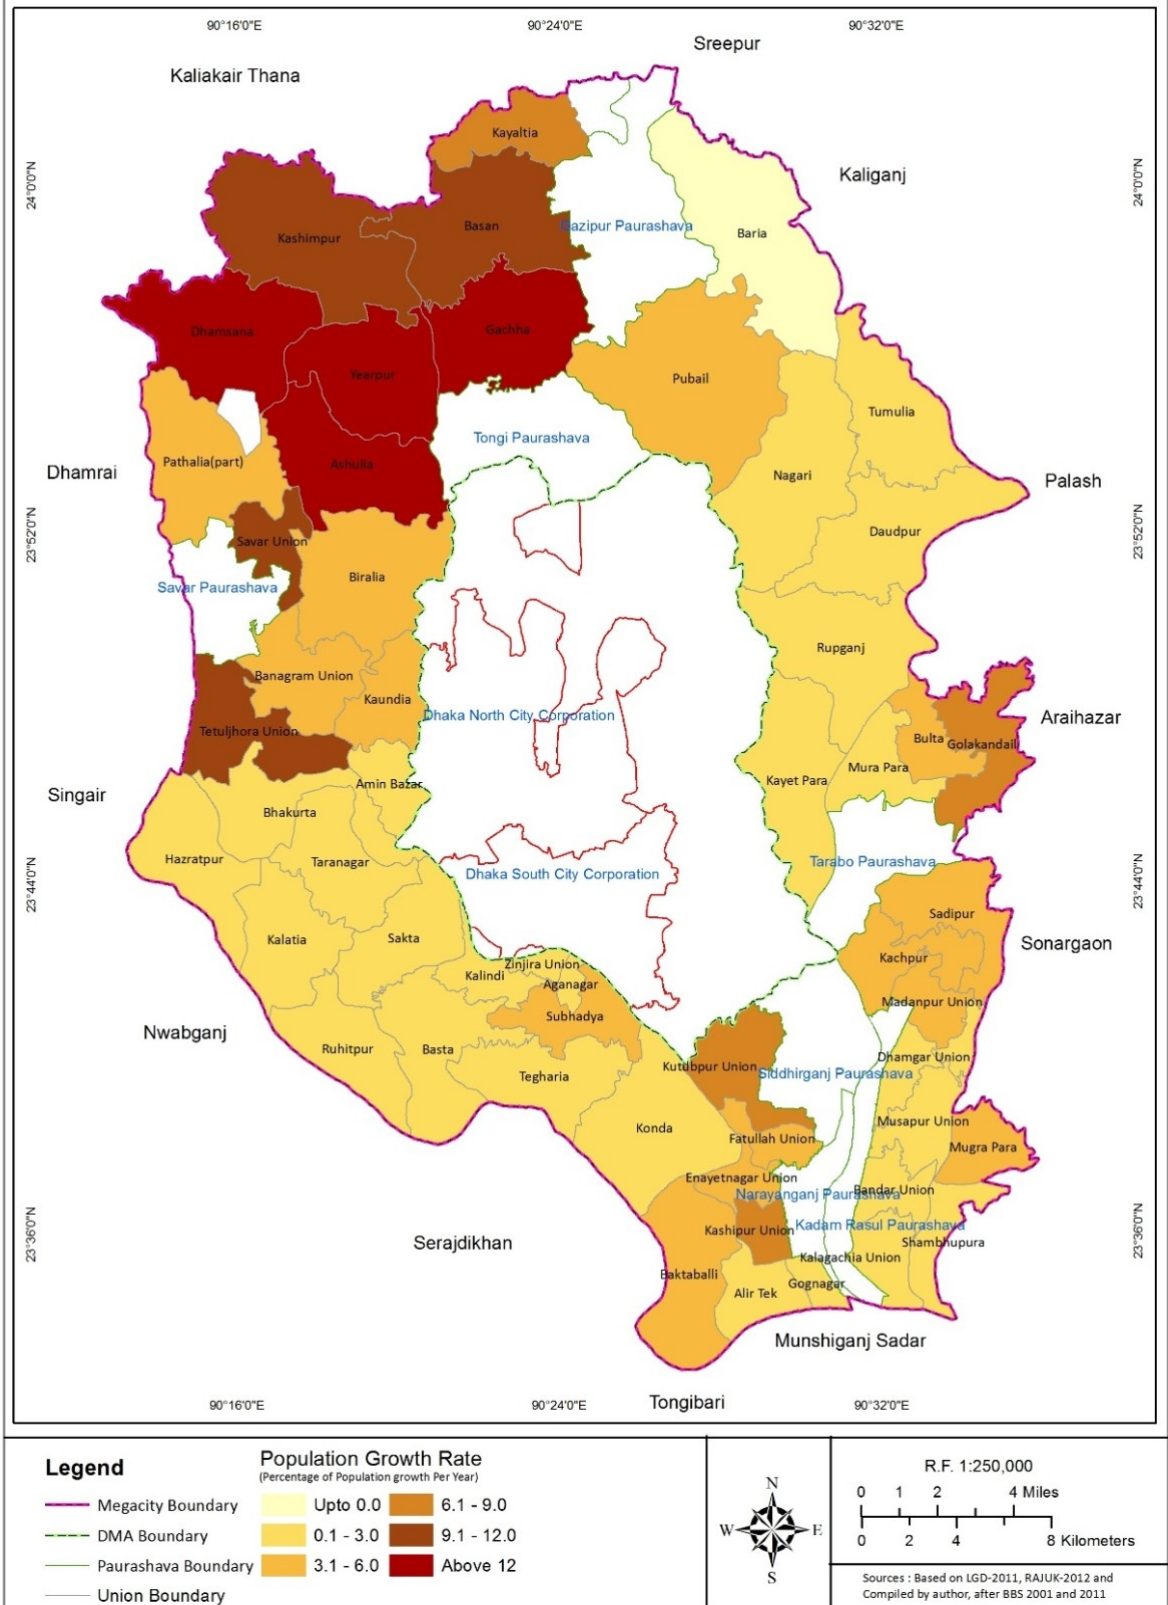 90°16'0"E
90°24'0"E
90°32'0"E
Sreepur
Kaliakair Thana
Kayaltia
24°0'0"N
24°0'0"N
Kaliganj
Kashimpur
Basan
Gazipur Paurashava
Baria
Dhamsana
Gachha
Yearpur
Pubail
Tumulia
Tongi Paurashava
Dhamrai
Pathalia(part)
Ashulia
Nagari
Palash
23°52'0"N
23°52'0"N
Savar Union
Daudpur
Savar Paurashava
Biralia
Rupganj
Banagram Union
Kaundia
Dhaka North City Corporation
Araihazar
Tetuljhora Union
Bulta
Golakandail
Mura Para
Amin Bazar
Kayet Para
Singair
Bhakurta
Hazratpur
Taranagar
Tarabo Paurashava
23°44'0"N
23°44'0"N
Dhaka South City Corporation
Sadipur
Kalatia
Sakta
Sonargaon
Kachpur
Zinjira Union
Kalindi
Aganagar
Madanpur Union
Subhadya
Nwabganj
Ruhitpur
Basta
Dhamgar Union
Kutubpur Union
Siddhirganj Paurashava
Tegharia
Konda
Musapur Union
Fatullah Union
Mugra Para
Enayetnagar Union
Bandar Union
Narayanganj Paurashava
Kadam Rasul Paurashava
Kashipur Union
23°36'0"N
23°36'0"N
Serajdikhan
Shambhupura
Kalagachia Union
Baktaballi
Gognagar
Alir Tek
Munshiganj Sadar
Tongibari
90°16'0"E
90°24'0"E
90°32'0"E
Legend
Megacity Boundary
DMA Boundary
Paurashava Boundary
Union Boundary
Population Growth Rate
(Percentage of Population growth Per Year)
Upto 0.0
0.1 - 3.0
3.1 - 6.0
6.1 - 9.0
9.1 - 12.0
Above 12
N
W
E
S
R.F. 1:250,000
0 1 2 4 Miles
0 2 4 8 Kilometers
Sources : Based on LGD-2011, RAJUK-2012 and
Compiled by author, after BBS 2001 and 2011